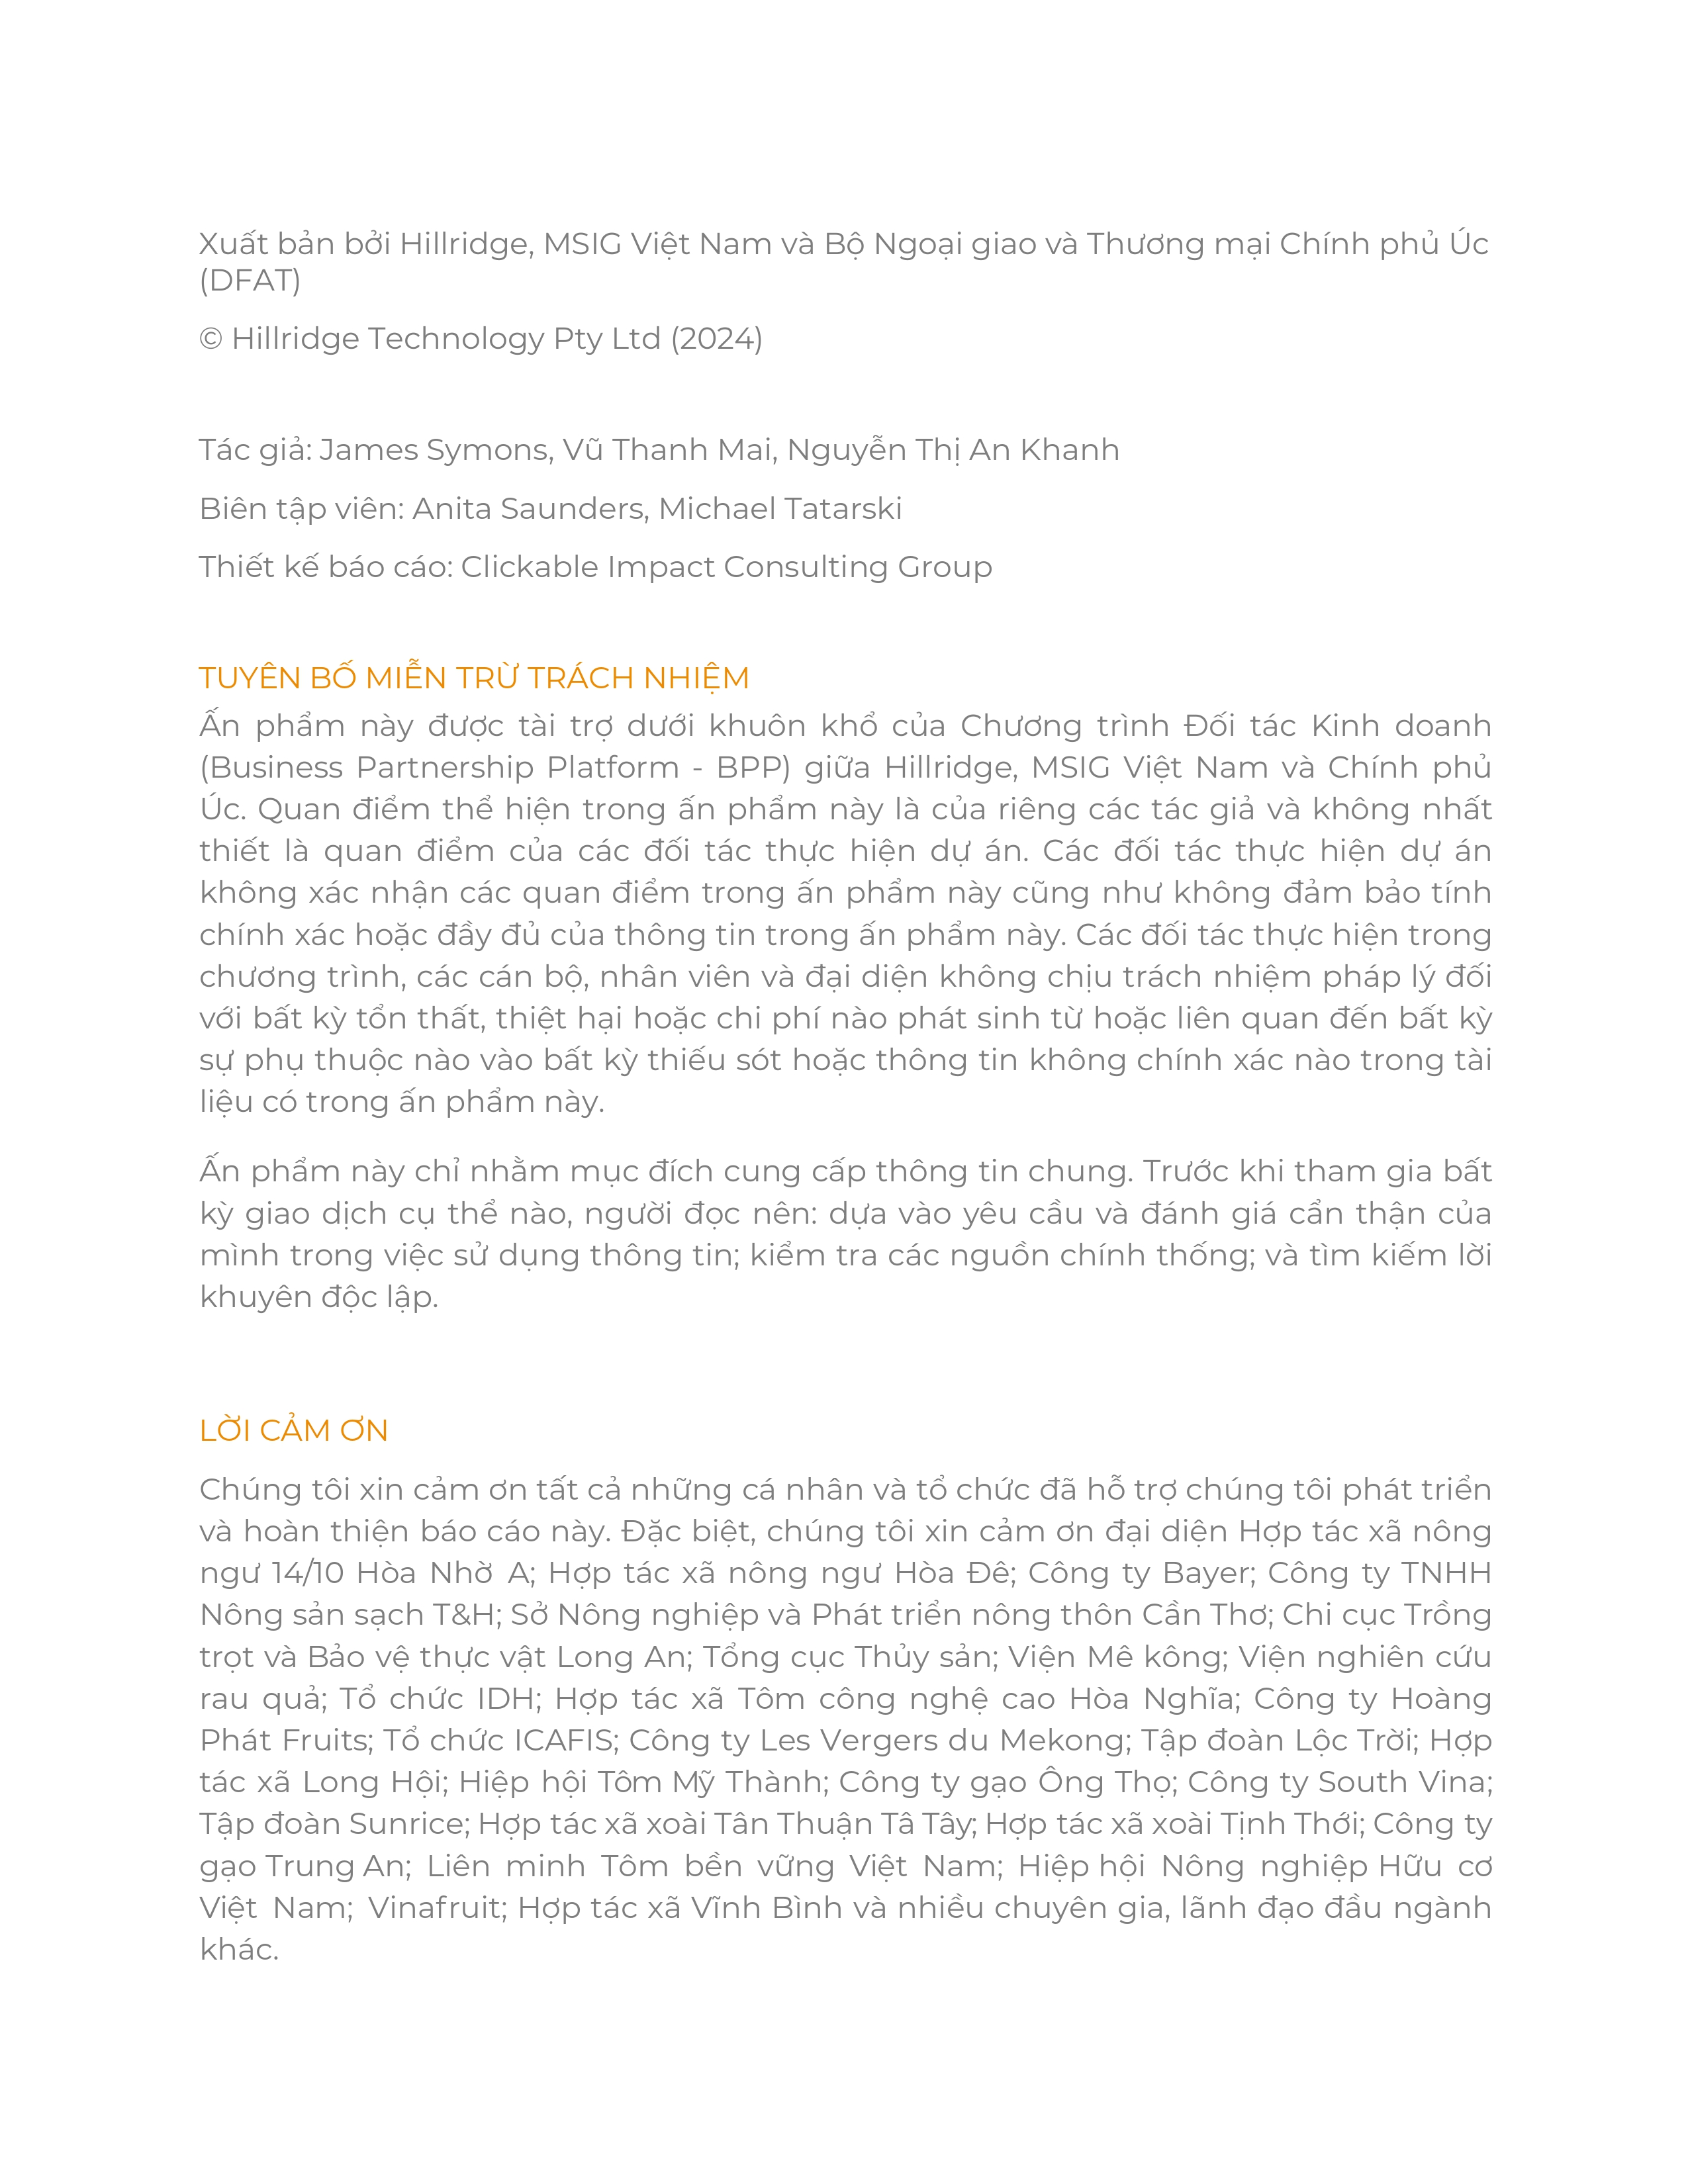 Xuất bản bởi Hillridge, MSIG Việt Nam và Bộ Ngoại giao và Thương mại Chính phủ Úc
(DFAT)
© Hillridge Technology Pty Ltd (2024)
Tác giả: James Symons, Vũ Thanh Mai, Nguyễn Thị An Khanh
Biên tập viên: Anita Saunders, Michael Tatarski
Thiết kế báo cáo: Clickable Impact Consulting Group
TUYÊN BỐ MIỄN TRỪ TRÁCH NHIỆM
Ấn phẩm này được tài trợ dưới khuôn khổ của Chương trình Đối tác Kinh doanh
(Business Partnership Platform - BPP) giữa Hillridge, MSIG Việt Nam và Chính phủ
Úc. Quan điểm thể hiện trong ấn phẩm này là của riêng các tác giả và không nhất
thiết là quan điểm của các đối tác thực hiện dự án. Các đối tác thực hiện dự án
không xác nhận các quan điểm trong ấn phẩm này cũng như không đảm bảo tính
chính xác hoặc đầy đủ của thông tin trong ấn phẩm này. Các đối tác thực hiện trong
chương trình, các cán bộ, nhân viên và đại diện không chịu trách nhiệm pháp lý đối
với bất kỳ tổn thất, thiệt hại hoặc chi phí nào phát sinh từ hoặc liên quan đến bất kỳ
sự phụ thuộc nào vào bất kỳ thiếu sót hoặc thông tin không chính xác nào trong tài
liệu có trong ấn phẩm này.
Ấn phẩm này chỉ nhằm mục đích cung cấp thông tin chung. Trước khi tham gia bất
kỳ giao dịch cụ thể nào, người đọc nên: dựa vào yêu cầu và đánh giá cẩn thận của
mình trong việc sử dụng thông tin; kiểm tra các nguồn chính thống; và tìm kiếm lời
khuyên độc lập.
LỜI CẢM ƠN
Chúng tôi xin cảm ơn tất cả những cá nhân và tổ chức đã hỗ trợ chúng tôi phát triển
và hoàn thiện báo cáo này. Đặc biệt, chúng tôi xin cảm ơn đại diện Hợp tác xã nông
ngư 14/10 Hòa Nhờ A; Hợp tác xã nông ngư Hòa Đê; Công ty Bayer; Công ty TNHH
Nông sản sạch T&H; Sở Nông nghiệp và Phát triển nông thôn Cần Thơ; Chi cục Trồng
trọt và Bảo vệ thực vật Long An; Tổng cục Thủy sản; Viện Mê kông; Viện nghiên cứu
rau quả; Tổ chức IDH; Hợp tác xã Tôm công nghệ cao Hòa Nghĩa; Công ty Hoàng
Phát Fruits; Tổ chức ICAFIS; Công ty Les Vergers du Mekong; Tập đoàn Lộc Trời; Hợp
tác xã Long Hội; Hiệp hội Tôm Mỹ Thành; Công ty gạo Ông Thọ; Công ty South Vina;
Tập đoàn Sunrice; Hợp tác xã xoài Tân Thuận Tâ Tây; Hợp tác xã xoài Tịnh Thới; Công ty
gạo Trung An; Liên minh Tôm bền vững Việt Nam; Hiệp hội Nông nghiệp Hữu cơ
Việt Nam; Vinafruit; Hợp tác xã Vĩnh Bình và nhiều chuyên gia, lãnh đạo đầu ngành
khác.